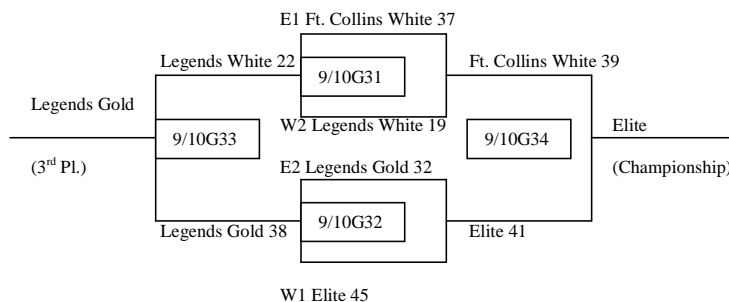 E1 Ft. Collins White 37
Legends White 22
Ft. Collins White 39
9/10G31
Legends Gold
W2 Legends White 19
Elite
9/10G33
9/10G34
(3rd Pl.)
E2 Legends Gold 32
(Championship)
9/10G32
Legends Gold 38
Elite 41
W1 Elite 45